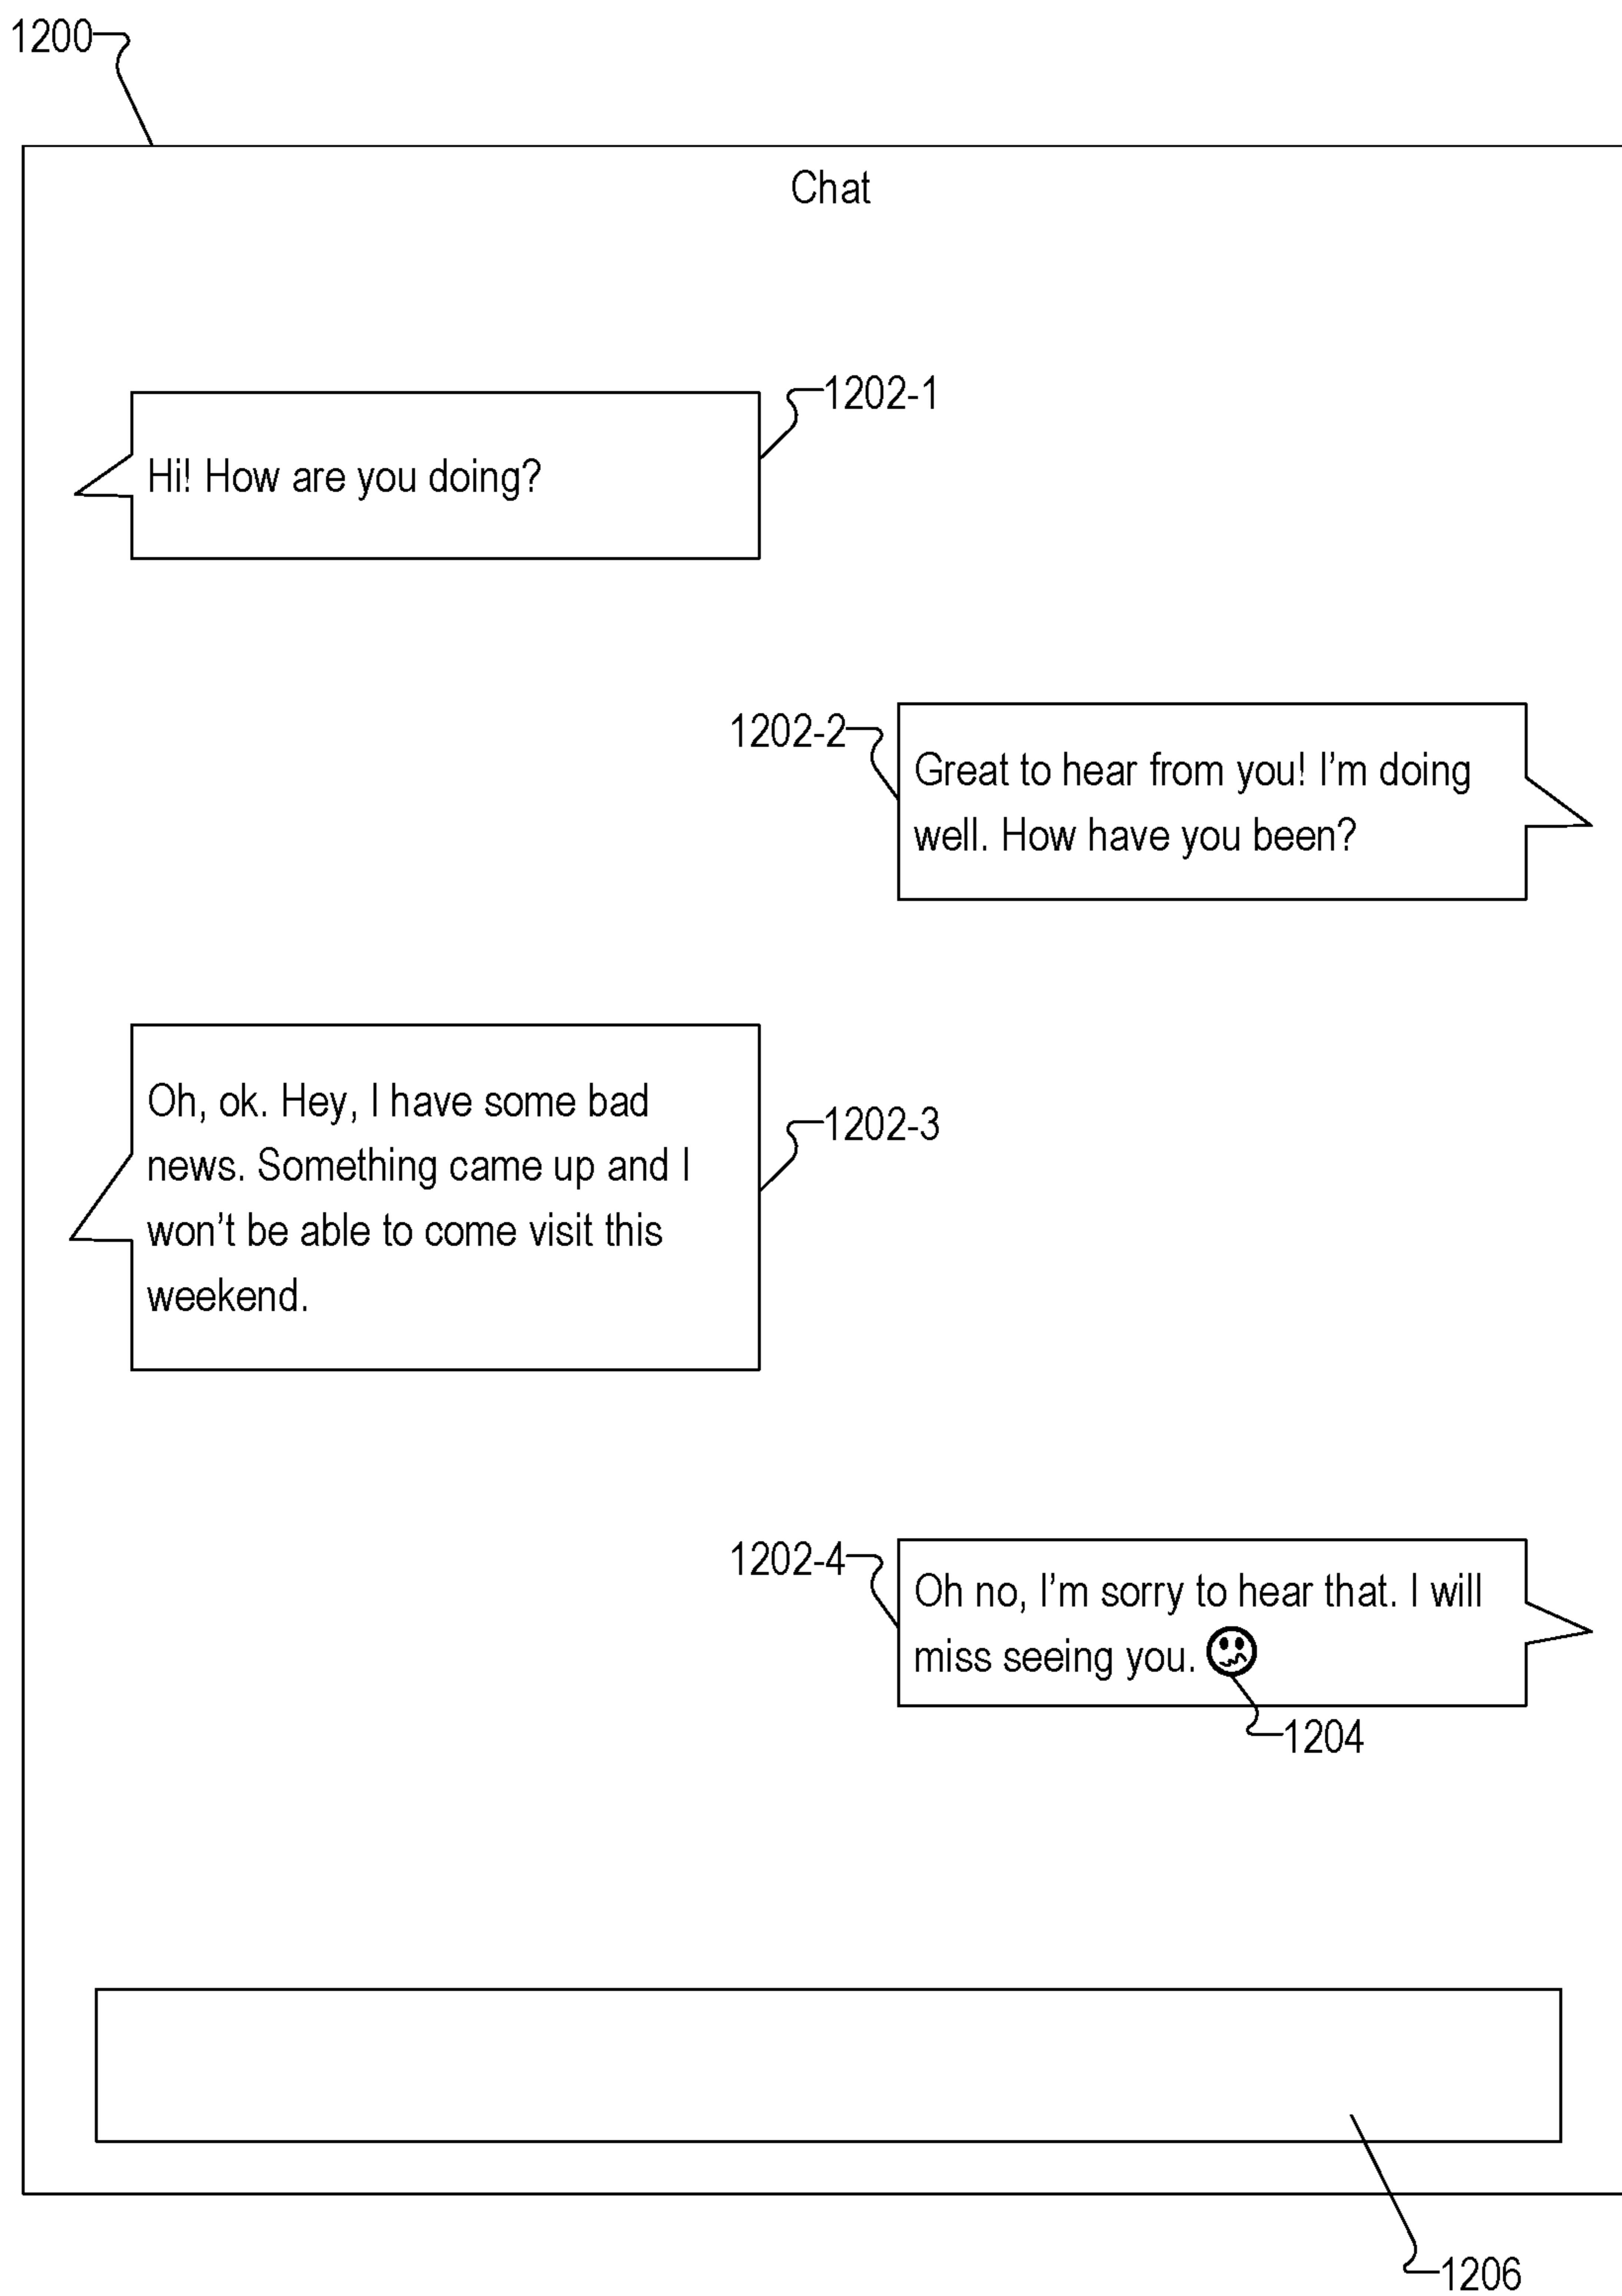 1200
Chat
1202-1
Hi! How are you doing?
1202-2
Great to hear from you! I'm doing
well. How have you been?
Oh, ok. Hey, I have some bad
news. Something came up and I
won't be able to come visit this
weekend.
1202-3
1202-4
Oh no, I'm sorry to hear that. I will
miss seeing you.
1204
1206